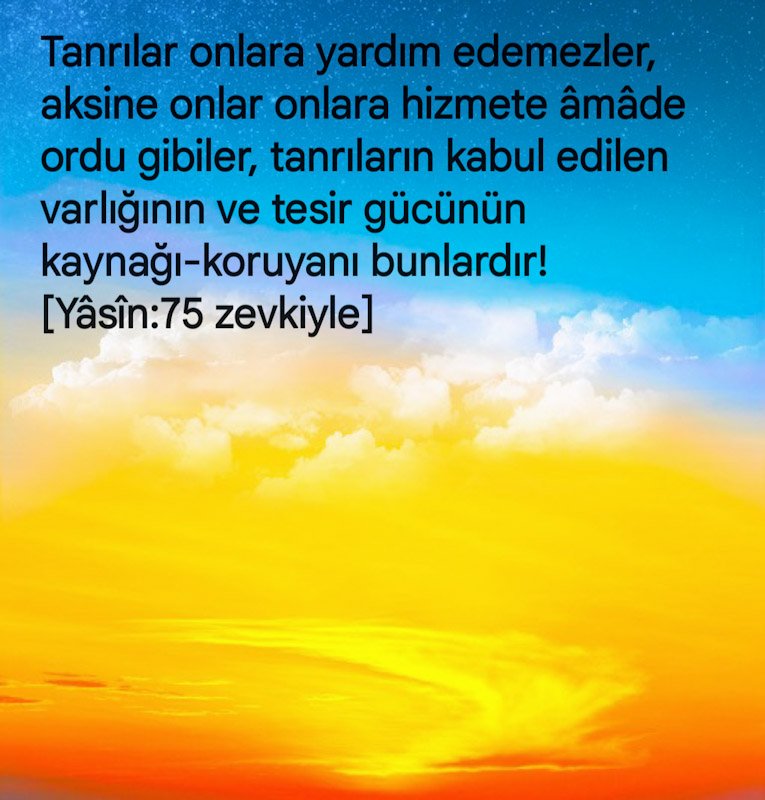 Tanrılar onlara yardım edemezler,
aksine onlar onlara hizmete âmâde
ordu gibiler, tanrıların kabul edilen
varlığının ve tesir gücünün
kaynağı-koruyanı bunlardır!
[Yâsîn:75 zevkiyle]